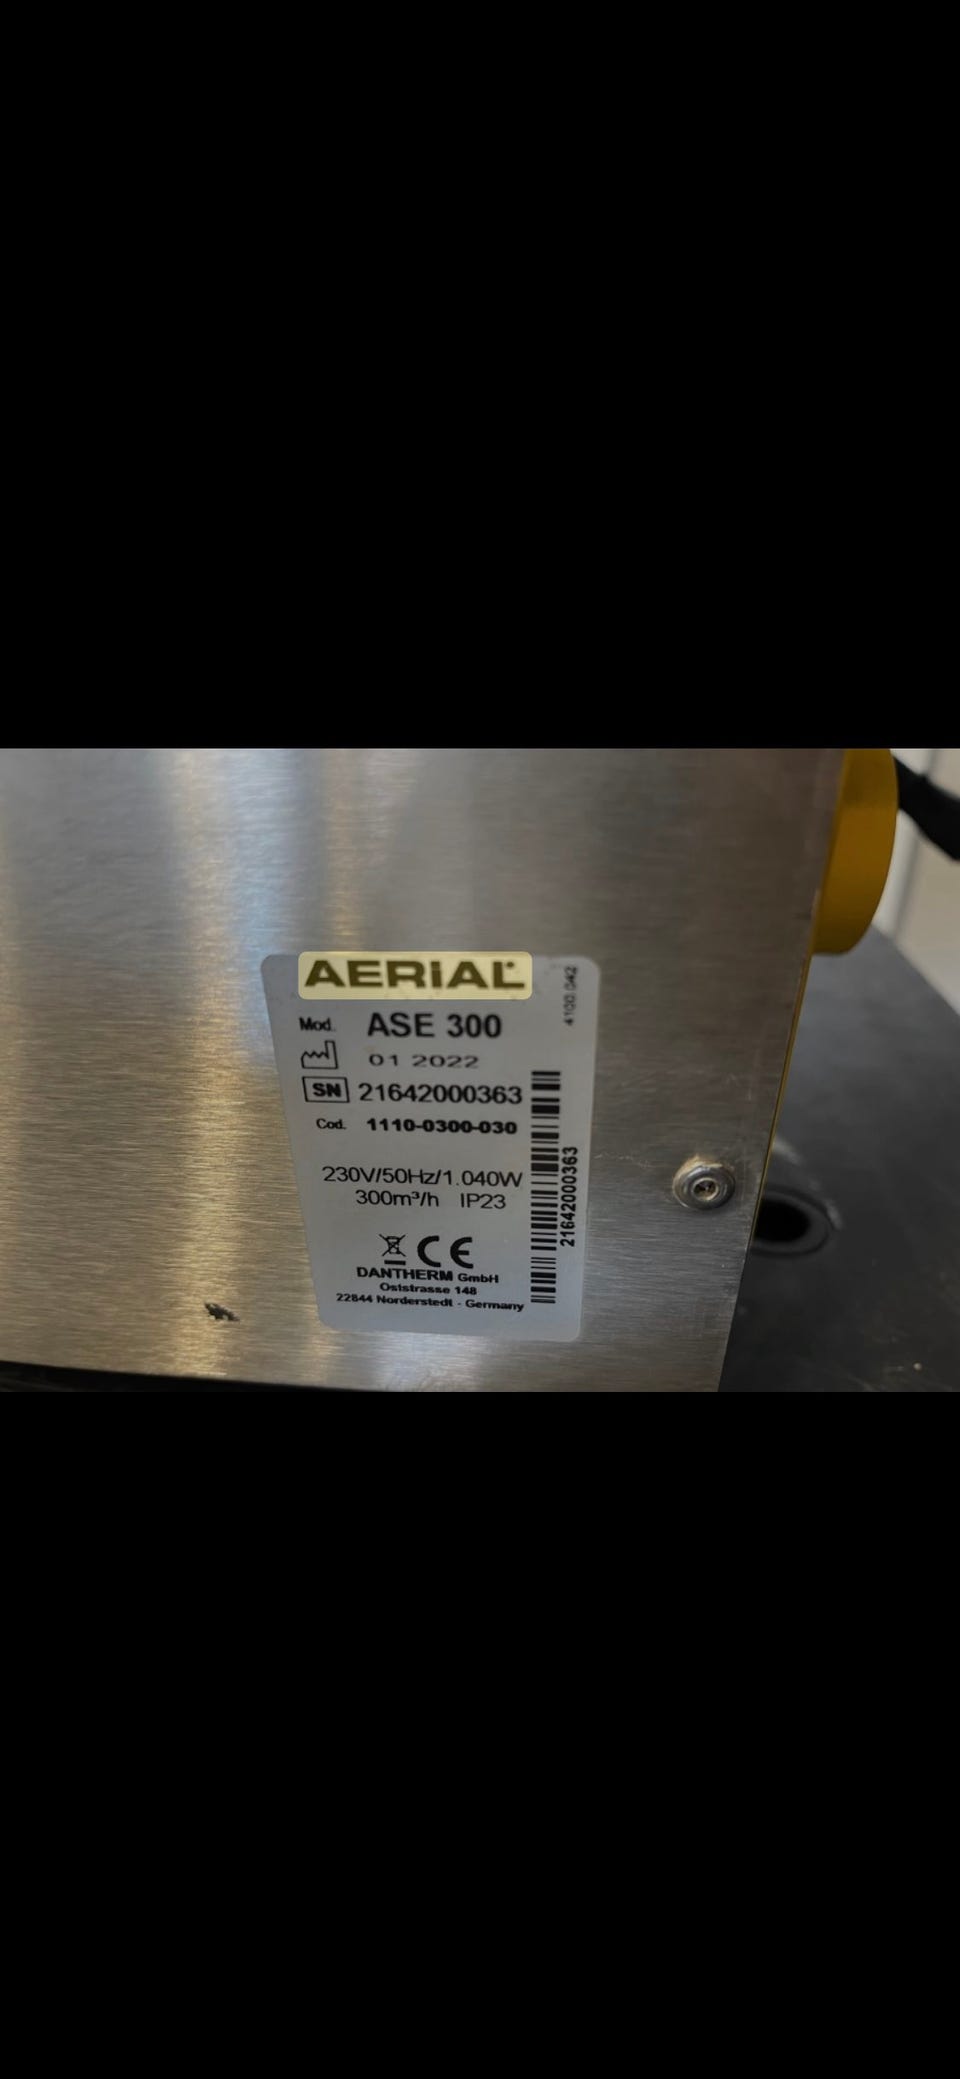 AERiAL
4100.042
Mod. ASE 300
01 2022
SN 21642000363
Cod. 1110-0300-030
230V/50Hz/1.040W
300m³/h IP23
21642000363
CE
DANTHERM GmbH
Oststrasse 148
22844 Norderstedt - Germany